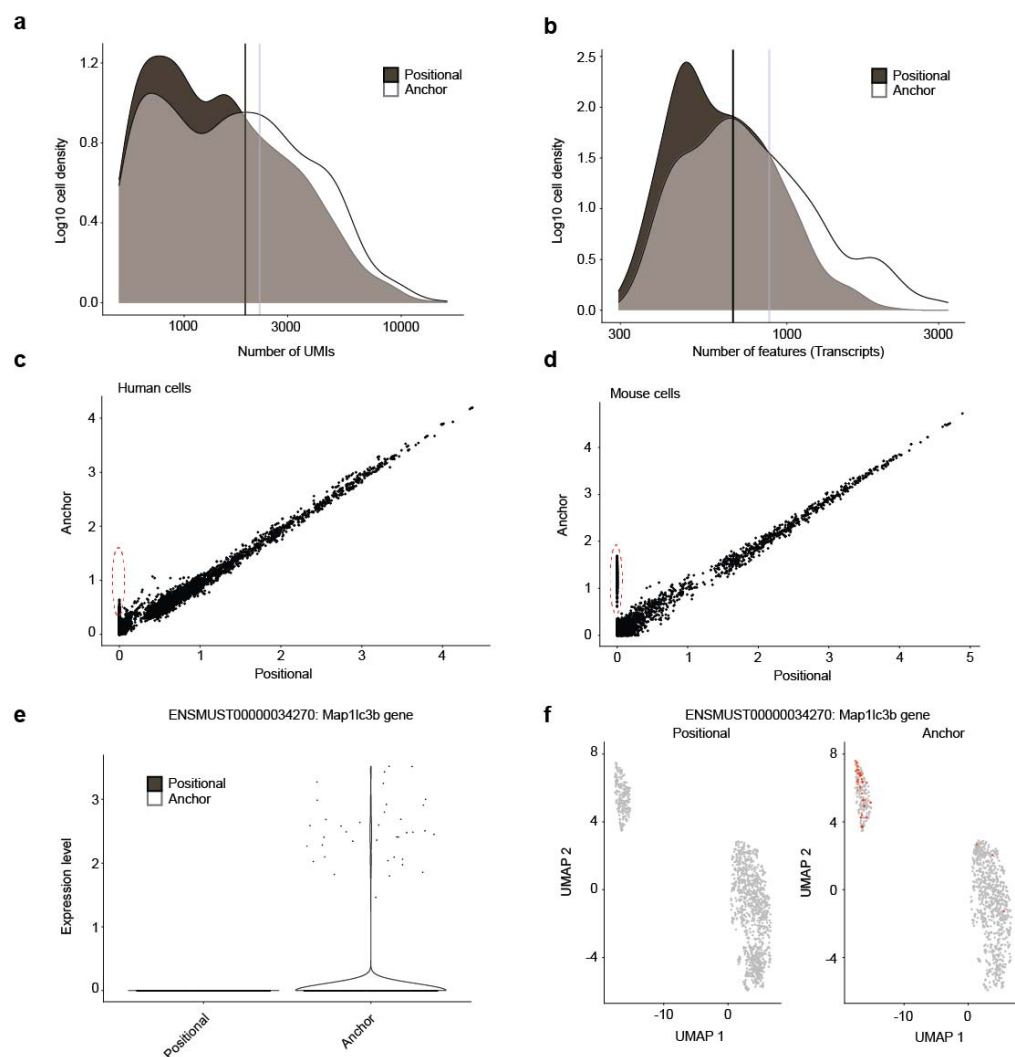 a
1.2
0.8
0.4
0.0
Log10 cell density
Positional
Anchor
1000
3000
10000
Number of UMIs
b
2.5
2.0
1.5
1.0
0.5
0.0
Log10 cell density
Positional
Anchor
300
1000
3000
Number of features (Transcripts)
c
Human cells
4
3
2
1
0
Anchor
0
1
2
3
4
Positional
d
Mouse cells
4
3
2
1
0
Anchor
0
1
2
3
4
5
Positional
e
ENSMUST00000034270: Map1lc3b gene
Positional
Anchor
3
2
1
0
Expression level
Positional
Anchor
f
ENSMUST00000034270: Map1lc3b gene
Positional
Anchor
8
4
0
-4
UMAP 2
-10
0
UMAP 1
8
4
0
-4
UMAP 2
-10
0
UMAP 1